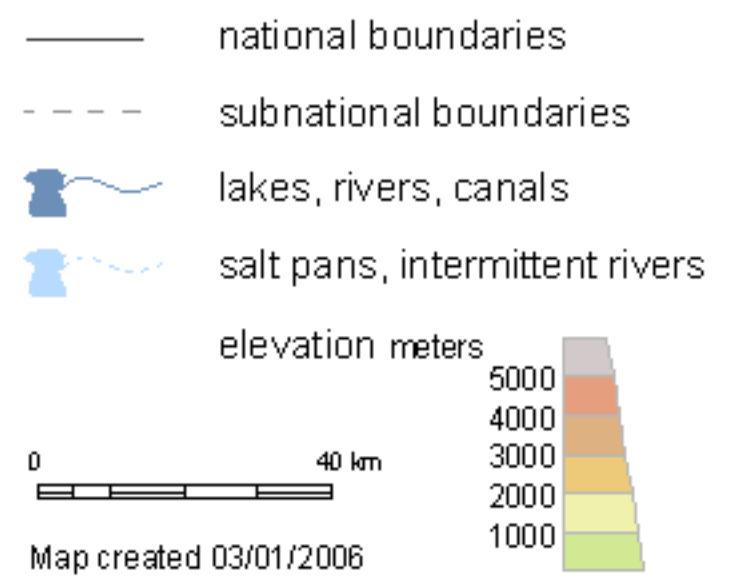 national boundaries
subnational boundaries
lakes, rivers, canals
salt pans, intermittent rivers
elevation meters
5000
4000
3000
2000
1000
0 40 km
Map created 03/01/2006